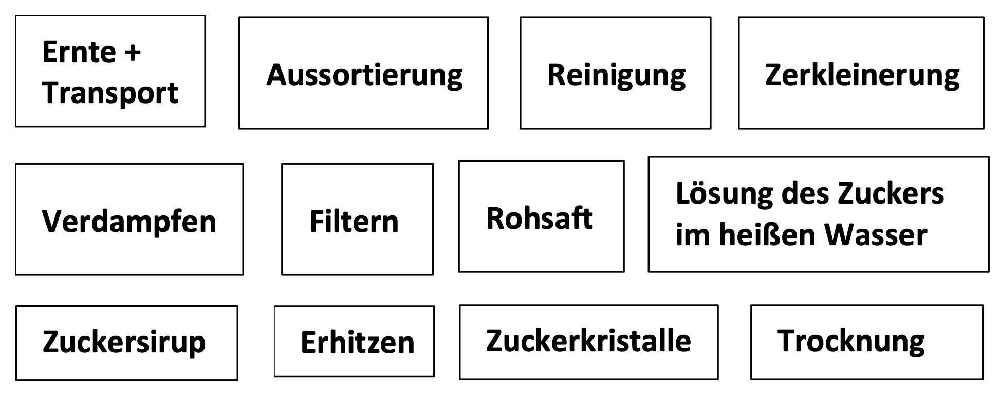 Ernte +
Transport
Aussortierung
Reinigung
Zerkleinerung
Verdampfen
Filtern
Rohsaft
Lösung des Zuckers
im heißen Wasser
Zuckersirup
Erhitzen
Zuckerkristalle
Trocknung